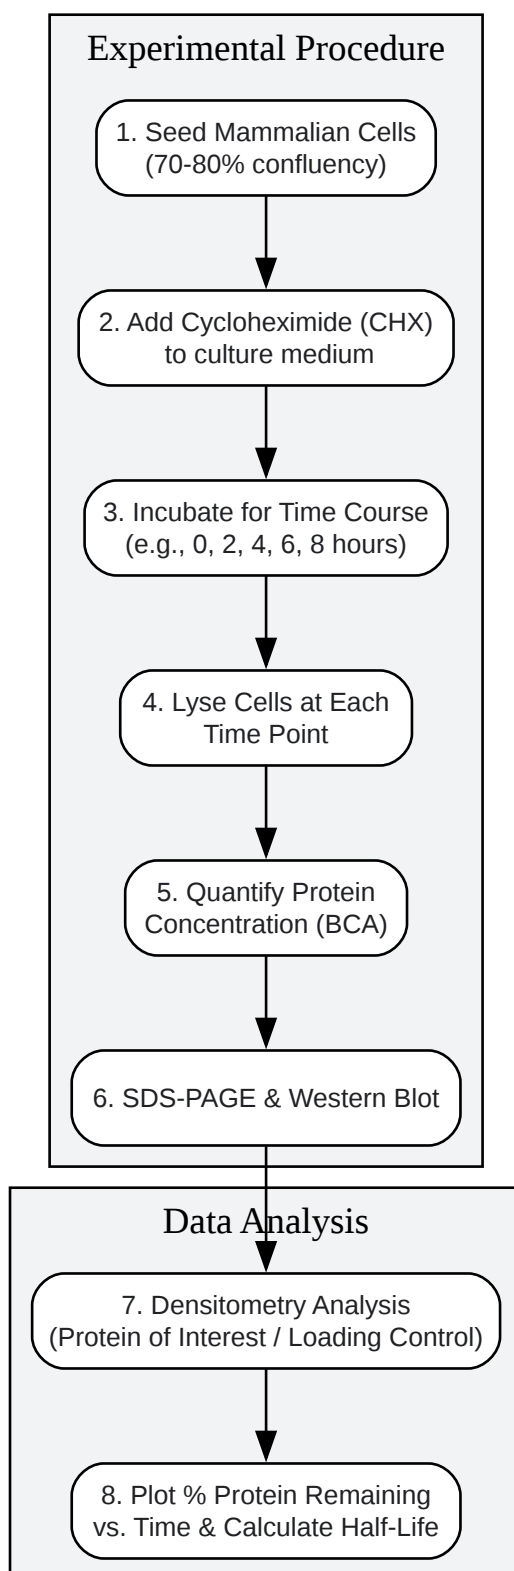 Experimental Procedure
1. Seed Mammalian Cells
(70-80% confluency)
2. Add Cycloheximide (CHX)
to culture medium
3. Incubate for Time Course
(e.g., 0, 2, 4, 6, 8 hours)
4. Lyse Cells at Each
Time Point
5. Quantify Protein
Concentration (BCA)
6. SDS-PAGE & Western Blot
Data Analysis
7. Densitometry Analysis
(Protein of Interest / Loading Control)
8. Plot % Protein Remaining
vs. Time & Calculate Half-Life